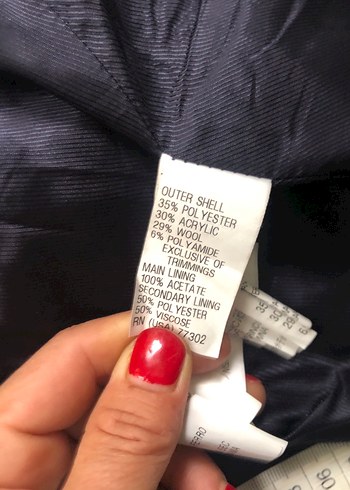 OUTER SHELL
35% POLYESTER
30% ACRYLIC
29% WOOL
6% POLYAMIDE
EXCLUSIVE OF
TRIMMINGS
MAIN LINING
100% ACETATE
SECONDARY LINING
50% POLYESTER
50% VISCOSE
RN (USA) 77302